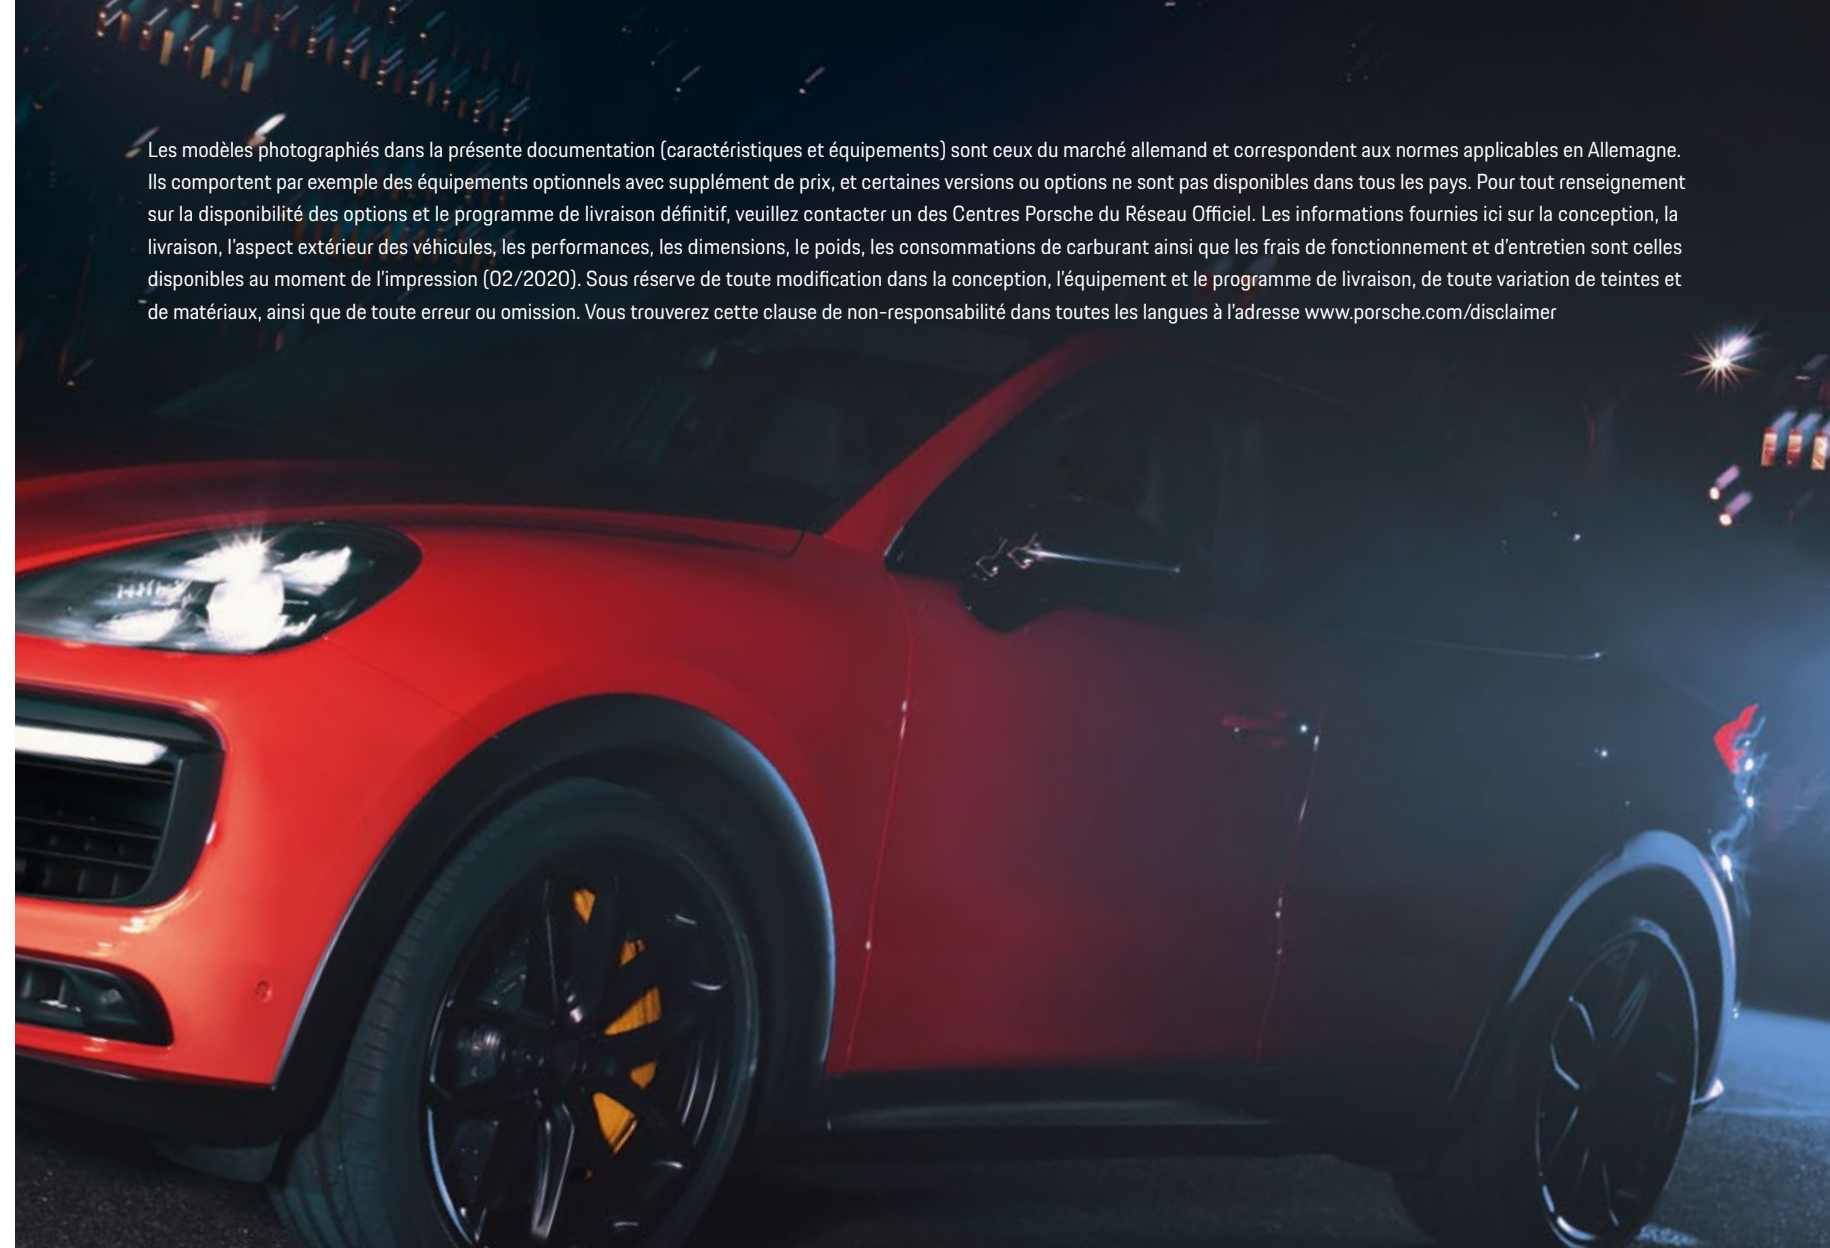 Les modèles photographiés dans la présente documentation (caractéristiques et équipements) sont ceux du marché allemand et correspondent aux normes applicables en Allemagne.
Ils comportent par exemple des équipements optionnels avec supplément de prix, et certaines versions ou options ne sont pas disponibles dans tous les pays. Pour tout renseignement
sur la disponibilité des options et le programme de livraison définitif, veuillez contacter un des Centres Porsche du Réseau Officiel. Les informations fournies ici sur la conception, la
livraison, l'aspect extérieur des véhicules, les performances, les dimensions, le poids, les consommations de carburant ainsi que les frais de fonctionnement et d'entretien sont celles
disponibles au moment de l'impression (02/2020). Sous réserve de toute modification dans la conception, l'équipement et le programme de livraison, de toute variation de teintes et
de matériaux, ainsi que de toute erreur ou omission. Vous trouverez cette clause de non-responsabilité dans toutes les langues à l'adresse www.porsche.com/disclaimer